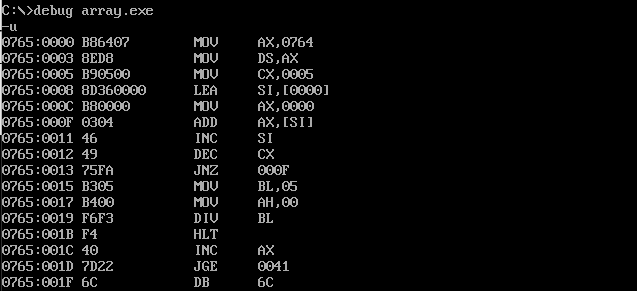 C:\>debug array.exe
-u
0765:0000 B86407 MOV AX,0764
0765:0003 8ED8 MOV DS,AX
0765:0005 B90500 MOV CX,0005
0765:0008 8D360000 LEA SI,[0000]
0765:000C B80000 MOV AX,0000
0765:000F 0304 ADD AX,[SI]
0765:0011 46 INC SI
0765:0012 49 DEC CX
0765:0013 75FA JNZ 000F
0765:0015 B305 MOV BL,05
0765:0017 B400 MOV AH,00
0765:0019 F6F3 DIV BL
0765:001B F4 HLT
0765:001C 40 INC AX
0765:001D 7D22 JGE 0041
0765:001F 6C DB 6C